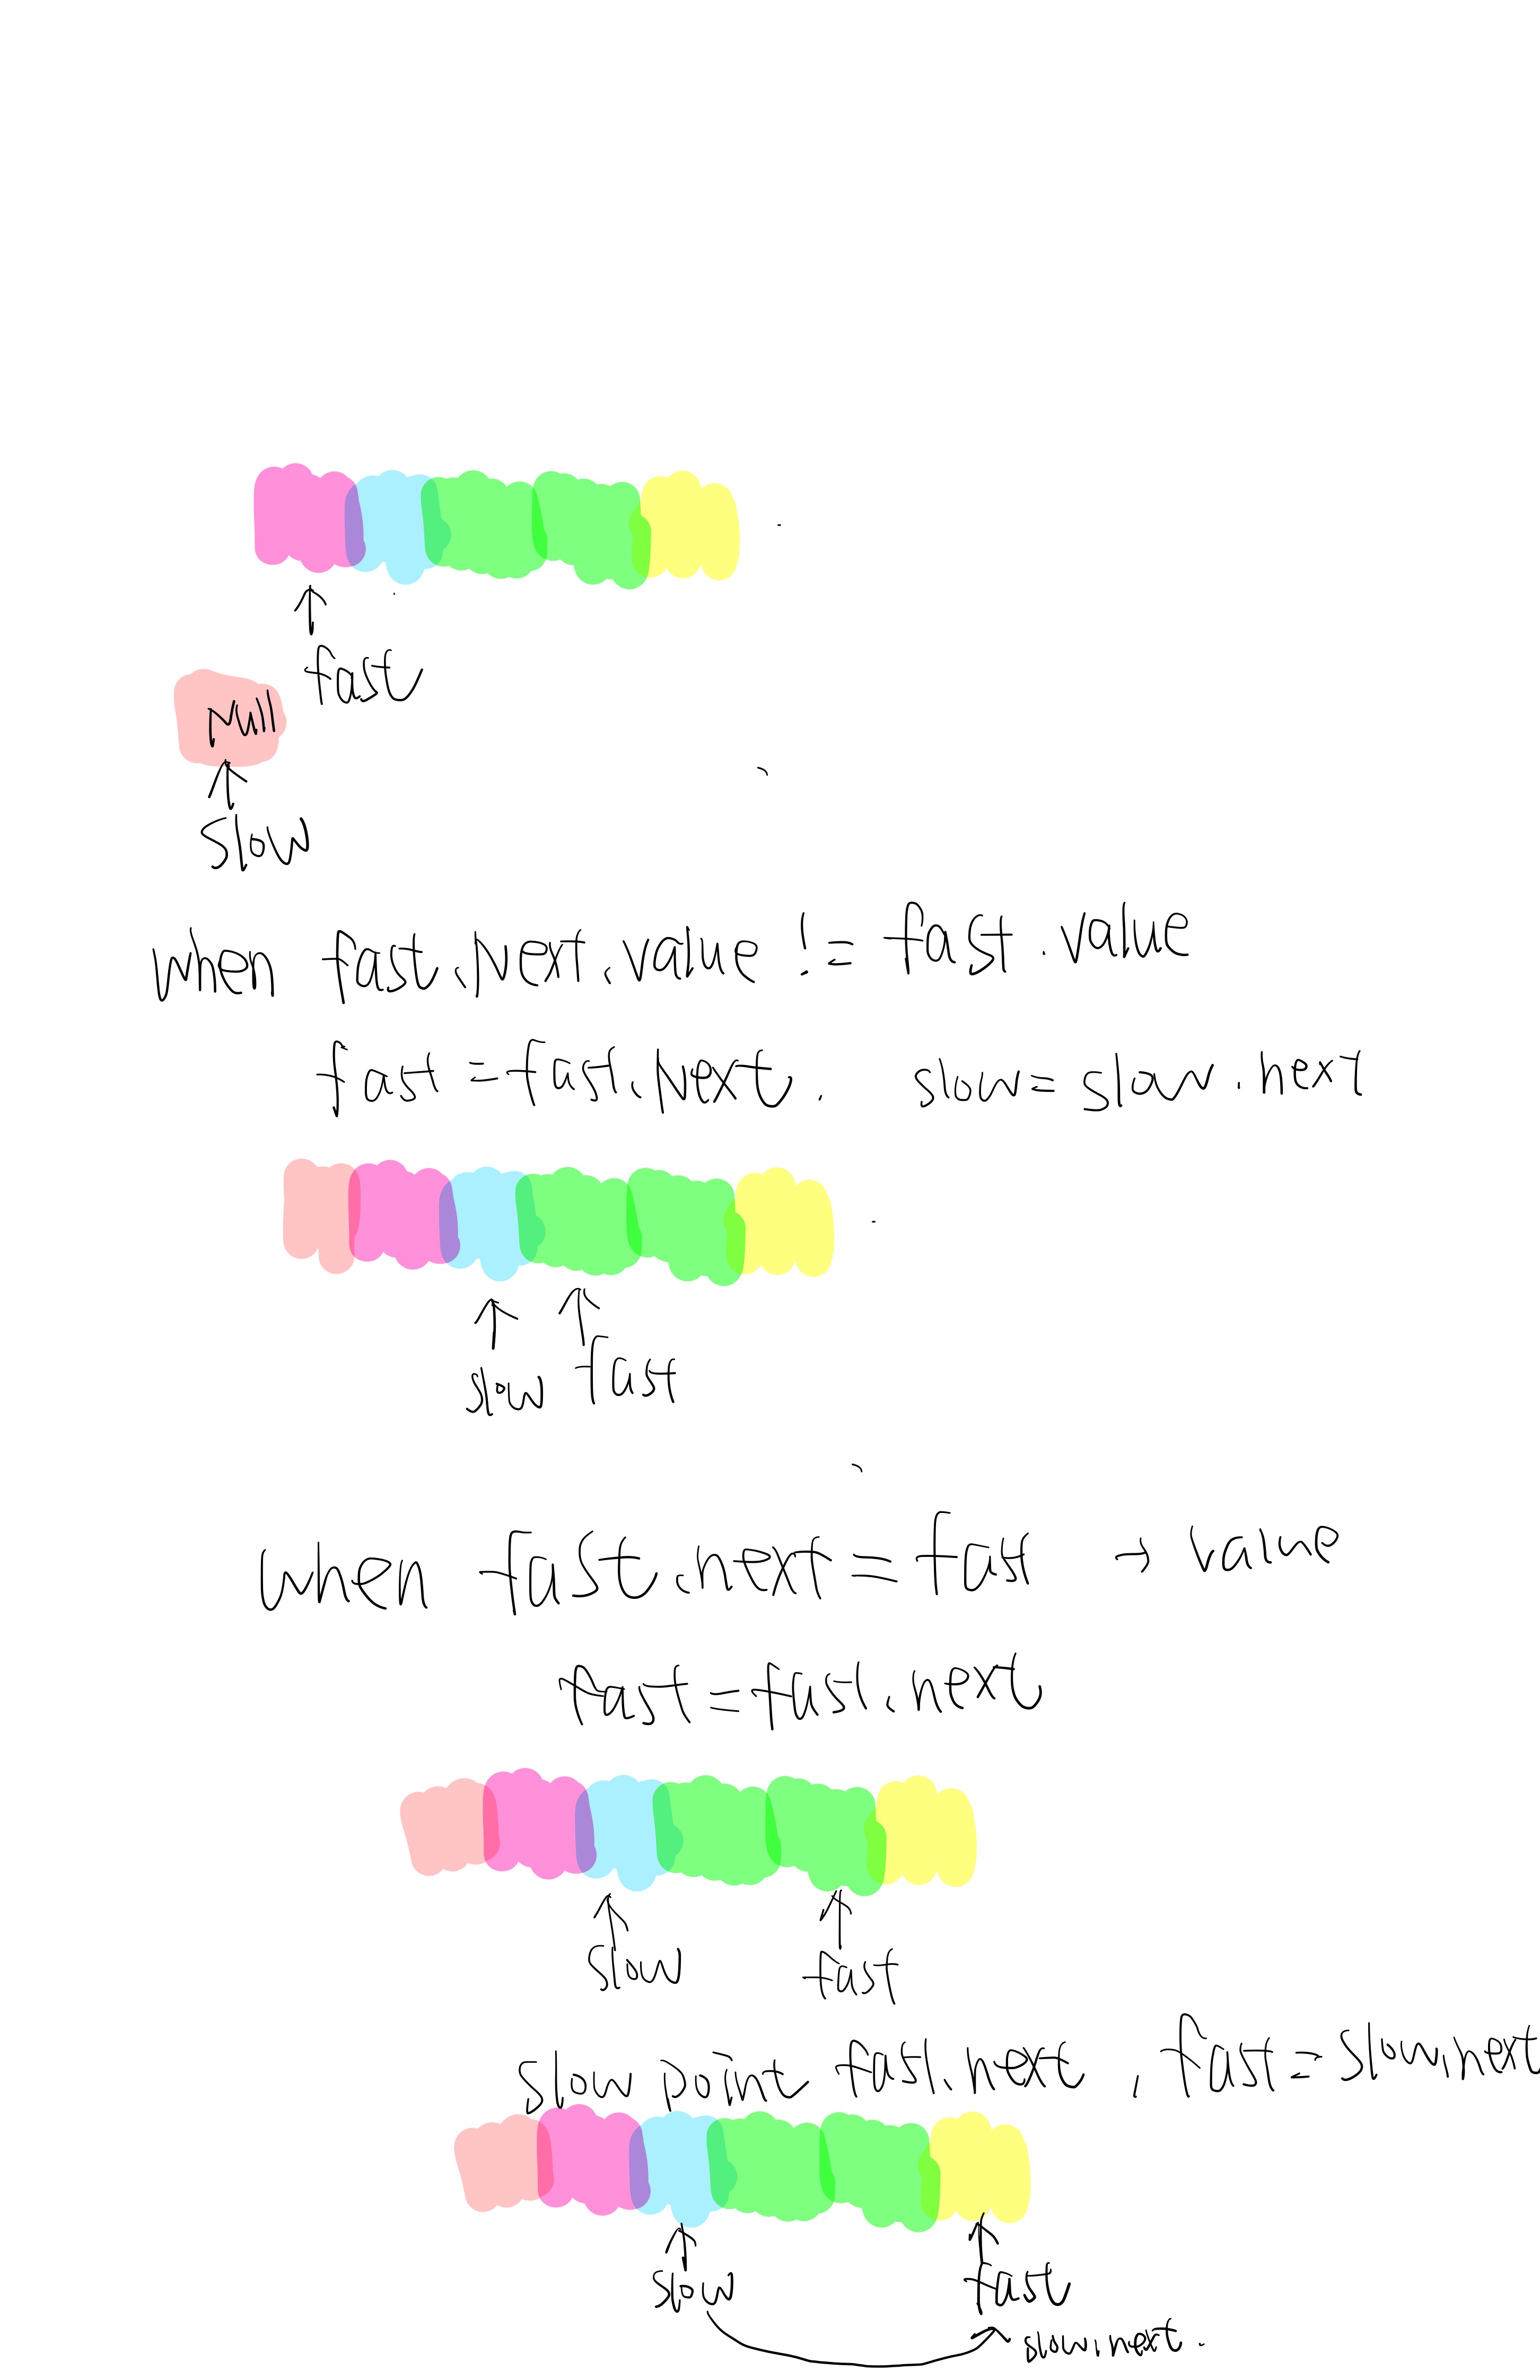 fast
Null
slow
when fast.next.value != fast.value
fast = fast.next. slow = slow.next
slow fast
when fast.next = fast → value
fast = fast.next
slow fast
slow point fast.next , fast = slow.next
slow fast
slow.next.